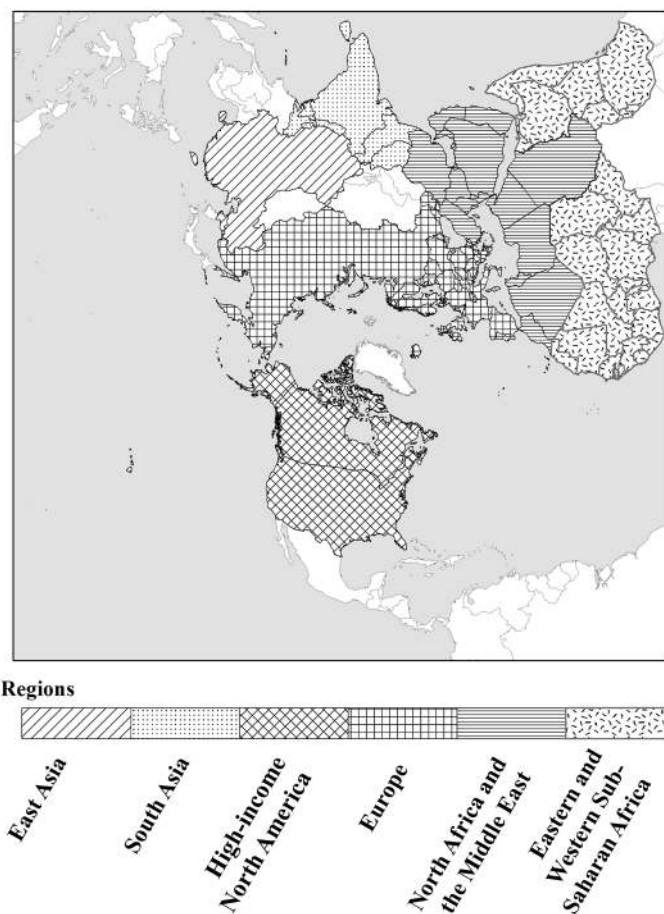 Regions
East Asia
South Asia
High-income
North America
Europe
North Africa and
the Middle East
Eastern and
Western Sub-
Saharan Africa